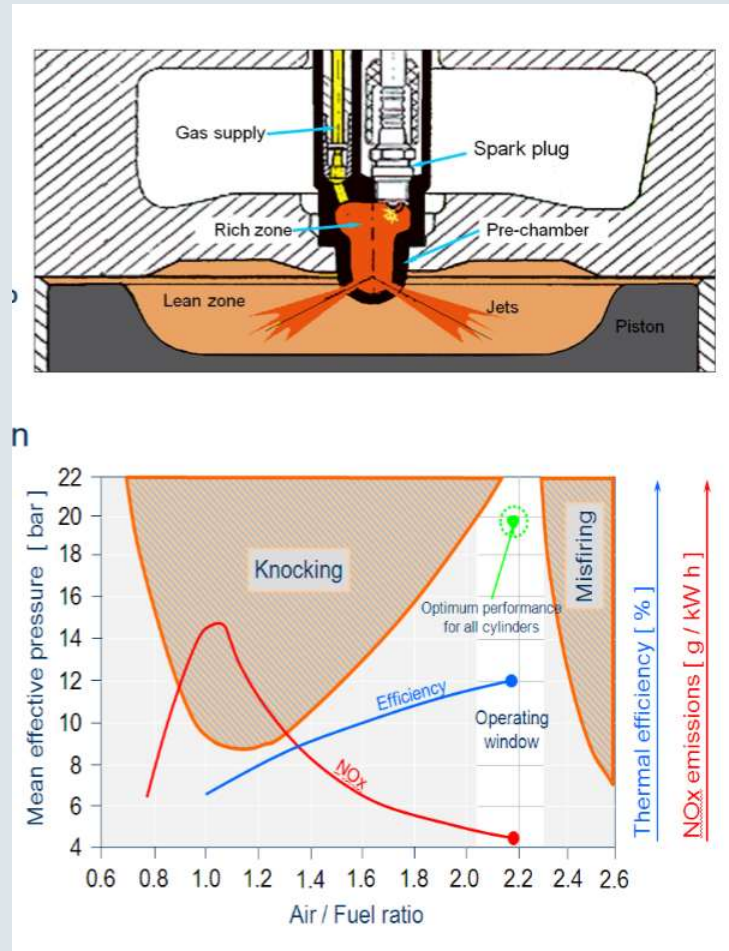 Gas supply
Spark plug
Rich zone
Pre-chamber
Lean zone
Jets
Piston
n
22
20
18
16
14
12
10
8
6
4
0.6 0.8 1.0 1.2 1.4 1.6 1.8 2.0 2.2 2.4 2.6
Mean effective pressure [ bar ]
Air / Fuel ratio
Knocking
Misfiring
Optimum performance
for all cylinders
Efficiency
Operating
window
NOx
Thermal efficiency [ % ]
NOx emissions [ g / kW h ]